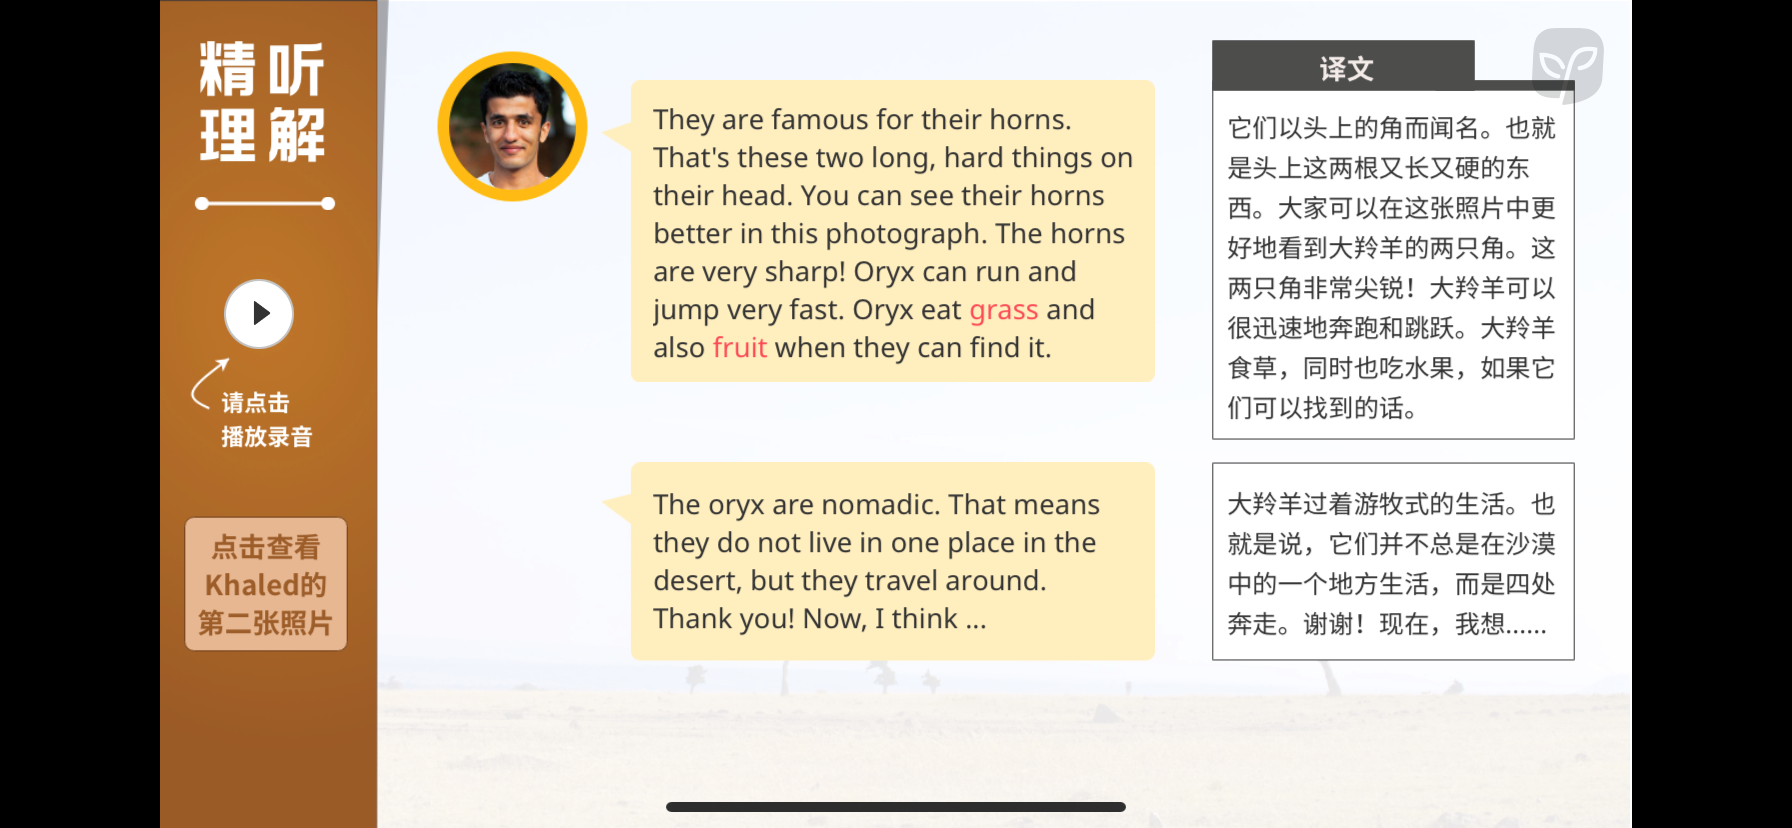 精听
理解
请点击
播放录音
点击查看
Khaled的
第二张照片
They are famous for their horns.
That's these two long, hard things on
their head. You can see their horns
better in this photograph. The horns
are very sharp! Oryx can run and
jump very fast. Oryx eat grass and
also fruit when they can find it.
The oryx are nomadic. That means
they do not live in one place in the
desert, but they travel around.
Thank you! Now, I think ...
译文
它们以头上的角而闻名。也就
是头上这两根又长又硬的东
西。大家可以在这张照片中更
好地看到大羚羊的两只角。这
两只角非常尖锐！大羚羊可以
很迅速地奔跑和跳跃。大羚羊
食草，同时也吃水果，如果它
们可以找到的话。
大羚羊过着游牧式的生活。也
就是说，它们并不总是在沙漠
中的一个地方生活，而是四处
奔走。谢谢！现在，我想......